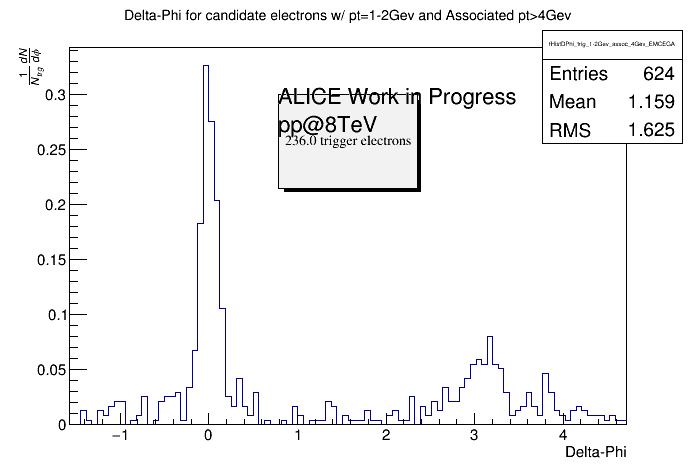 Delta-Phi for candidate electrons w/ pt=1-2Gev and Associated pt>4Gev
fHistDPhi_trig_1-2Gev_assoc_4Gev_EMCEGA
Entries 624
Mean 1.159
RMS 1.625
1/N_trg dN/dϕ
ALICE Work in Progress
pp@8TeV
236.0 trigger electrons
0.3
0.25
0.2
0.15
0.1
0.05
0
−1 0 1 2 3 4
Delta-Phi